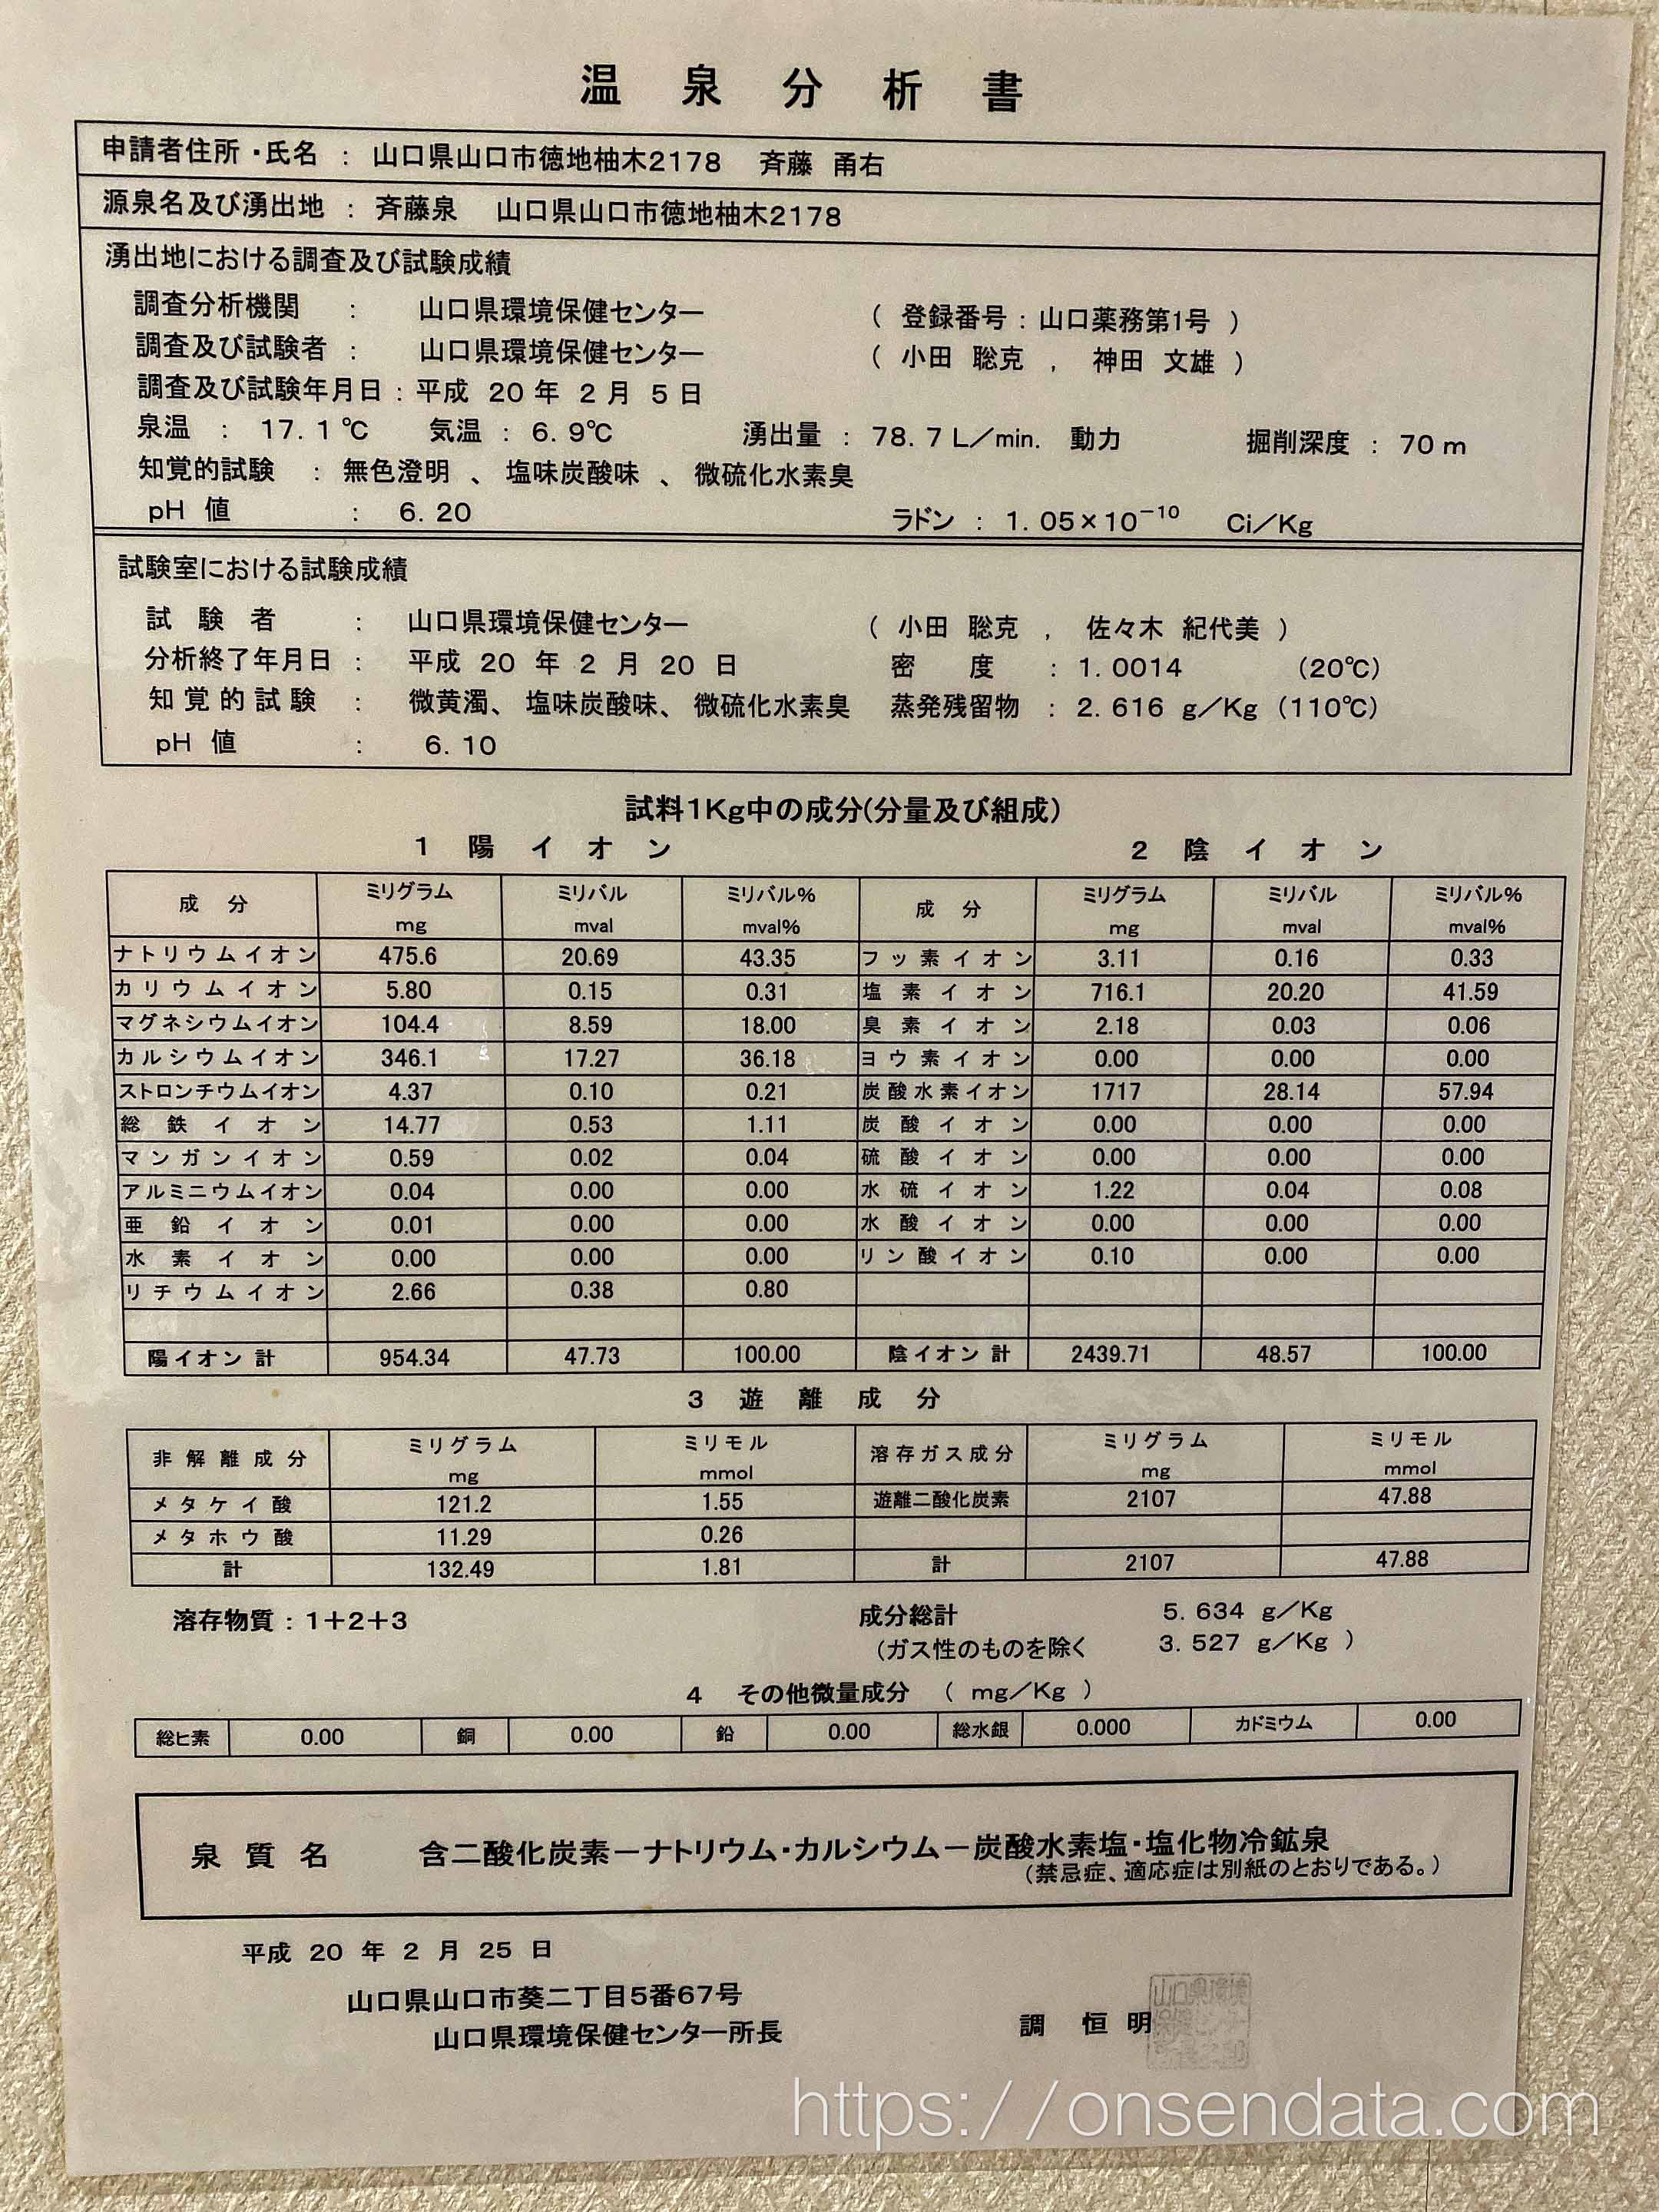 温泉分析書
申請者住所・氏名 : 山口県山口市徳地柚木2178 斉藤 甬右
源泉名及び湧出地 : 斉藤泉 山口県山口市徳地柚木2178
湧出地における調査及び試験成績
調査分析機関 : 山口県環境保健センター ( 登録番号:山口薬務第1号 )
調査及び試験者 : 山口県環境保健センター ( 小田 聡克 , 神田 文雄 )
調査及び試験年月日:平成 20 年 2 月 5 日
泉温 : 17.1℃ 気温 : 6.9℃ 湧出量 : 78.7 L/min. 動力 掘削深度 : 70 m
知覚的試験 : 無色澄明 、 塩味炭酸味 、 微硫化水素臭
pH 値 : 6.20 ラドン : 1.05×10⁻¹⁰ Ci/Kg
試験室における試験成績
試験者 : 山口県環境保健センター ( 小田 聡克 , 佐々木 紀代美 )
分析終了年月日 : 平成 20 年 2 月 20 日 密度 : 1.0014 (20℃)
知覚的試験 : 微黄濁、 塩味炭酸味、 微硫化水素臭 蒸発残留物 : 2.616 g/Kg (110℃)
pH 値 : 6.10
試料1Kg中の成分(分量及び組成)
1 陽イオン 2 陰イオン
成分 ミリグラム mg ミリバル mval ミリバル% mval% 成分 ミリグラム mg ミリバル mval ミリバル% mval%
ナトリウムイオン 475.6 20.69 43.35 フッ素イオン 3.11 0.16 0.33
カリウムイオン 5.80 0.15 0.31 塩素イオン 716.1 20.20 41.59
マグネシウムイオン 104.4 8.59 18.00 臭素イオン 2.18 0.03 0.06
カルシウムイオン 346.1 17.27 36.18 ヨウ素イオン 0.00 0.00 0.00
ストロンチウムイオン 4.37 0.10 0.21 炭酸水素イオン 1717 28.14 57.94
総鉄イオン 14.77 0.53 1.11 炭酸イオン 0.00 0.00 0.00
マンガンイオン 0.59 0.02 0.04 硫酸イオン 0.00 0.00 0.00
アルミニウムイオン 0.04 0.00 0.00 水硫イオン 1.22 0.04 0.08
亜鉛イオン 0.01 0.00 0.00 水酸イオン 0.00 0.00 0.00
水素イオン 0.00 0.00 0.00 リン酸イオン 0.10 0.00 0.00
リチウムイオン 2.66 0.38 0.80
陽イオン計 954.34 47.73 100.00 陰イオン計 2439.71 48.57 100.00
3 遊離成分
非解離成分 ミリグラム mg ミリモル mmol 溶存ガス成分 ミリグラム mg ミリモル mmol
メタケイ酸 121.2 1.55 遊離二酸化炭素 2107 47.88
メタホウ酸 11.29 0.26
計 132.49 1.81 計 2107 47.88
溶存物質:1+2+3 成分総計 5.634 g/Kg
(ガス性のものを除く 3.527 g/Kg )
4 その他微量成分 ( mg/Kg )
総ヒ素 0.00 銅 0.00 鉛 0.00 総水銀 0.000 カドミウム 0.00
泉質名 含二酸化炭素-ナトリウム・カルシウム-炭酸水素塩・塩化物冷鉱泉
(禁忌症、適応症は別紙のとおりである。)
平成 20 年 2 月 25 日
山口県山口市葵二丁目5番67号
山口県環境保健センター所長 調 恒明
https://onsendata.com